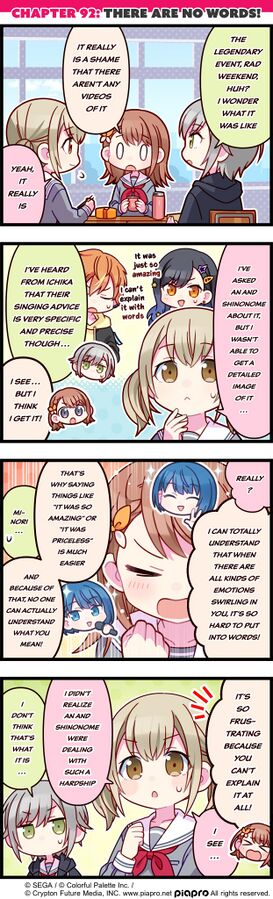 CHAPTER 92: THERE ARE NO WORDS!
THE
LEGENDARY
EVENT, RAD
WEEKEND,
HUH?
I WONDER
WHAT IT
WAS LIKE
IT REALLY
IS A SHAME
THAT THERE
AREN'T ANY
VIDEOS
OF IT
YEAH,
IT REALLY
IS
I'VE
ASKED
AN AND
SHINONOME
ABOUT IT, BUT I
WASN'T ABLE
TO GET A
DETAILED
IMAGE OF
IT ...
It was
just so
amazing
I can't
explain
it with
words
I'VE HEARD
FROM ICHIKA
THAT THEIR
SINGING ADVICE
IS VERY SPECIFIC
AND PRECISE
THOUGH ...
I SEE ...
BUT I
THINK
I GET IT!
REALLY
?
I CAN TOTALLY
UNDERSTAND
THAT WHEN
THERE ARE
ALL KINDS OF
EMOTIONS
SWIRLING IN
YOU, IT'S SO
HARD TO PUT
INTO WORDS!
THAT'S
WHY SAYING
THINGS LIKE
"IT WAS SO
AMAZING" OR
"IT WAS
PRICELESS"
IS MUCH
EASIER
MI-
NORI
...
AND
BECAUSE OF
THAT, NO ONE
CAN ACTUALLY
UNDERSTAND
WHAT YOU
MEAN!
IT'S
SO
FRUS-
TRATING
BECAUSE
YOU CAN'T
EXPLAIN
IT AT
ALL!
I
SEE ...
I DIDN'T
REALIZE
AN AND
SHINONOME
WERE
DEALING
WITH
SUCH A
HARDSHIP
I
DON'T
THINK
THAT'S
WHAT
IT IS
...
© SEGA / © Colorful Palette Inc. /
© Crypton Future Media, INC. www.piapro.net piapro All rights reserved.